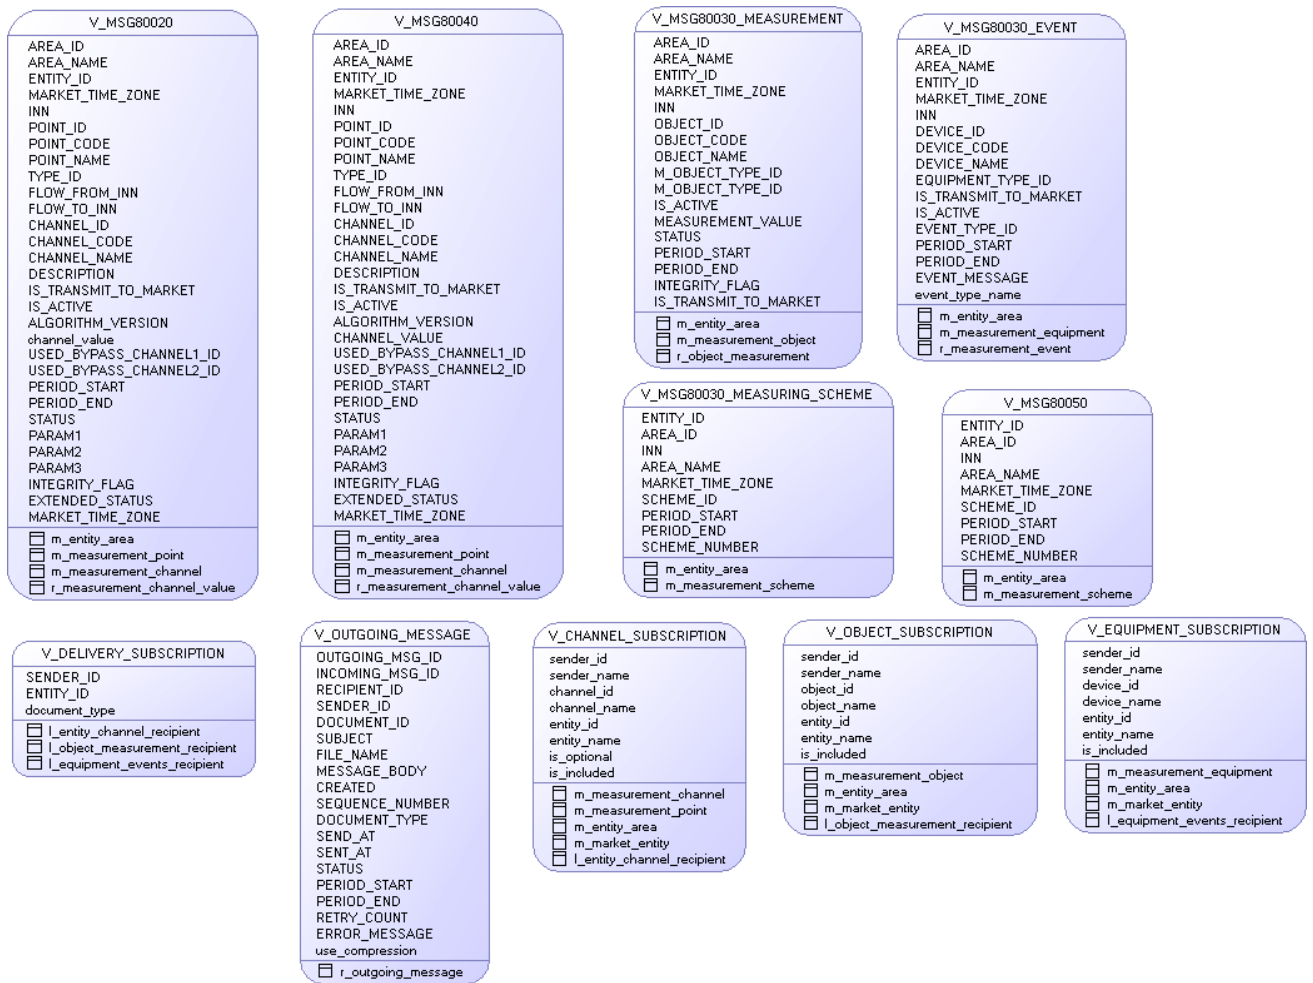 V_MSG80020
AREA_ID
AREA_NAME
ENTITY_ID
MARKET_TIME_ZONE
INN
POINT_ID
POINT_CODE
POINT_NAME
TYPE_ID
FLOW_FROM_INN
FLOW_TO_INN
CHANNEL_ID
CHANNEL_CODE
CHANNEL_NAME
DESCRIPTION
IS_TRANSMIT_TO_MARKET
IS_ACTIVE
ALGORITHM_VERSION
channel_value
USED_BYPASS_CHANNEL1_ID
USED_BYPASS_CHANNEL2_ID
PERIOD_START
PERIOD_END
STATUS
PARAM1
PARAM2
PARAM3
INTEGRITY_FLAG
EXTENDED_STATUS
MARKET_TIME_ZONE
m_entity_area
m_measurement_point
m_measurement_channel
r_measurement_channel_value
V_MSG80040
AREA_ID
AREA_NAME
ENTITY_ID
MARKET_TIME_ZONE
INN
POINT_ID
POINT_CODE
POINT_NAME
TYPE_ID
FLOW_FROM_INN
FLOW_TO_INN
CHANNEL_ID
CHANNEL_CODE
CHANNEL_NAME
DESCRIPTION
IS_TRANSMIT_TO_MARKET
IS_ACTIVE
ALGORITHM_VERSION
CHANNEL_VALUE
USED_BYPASS_CHANNEL1_ID
USED_BYPASS_CHANNEL2_ID
PERIOD_START
PERIOD_END
STATUS
PARAM1
PARAM2
PARAM3
INTEGRITY_FLAG
EXTENDED_STATUS
MARKET_TIME_ZONE
m_entity_area
m_measurement_point
m_measurement_channel
r_measurement_channel_value
V_MSG80030_MEASUREMENT
AREA_ID
AREA_NAME
ENTITY_ID
MARKET_TIME_ZONE
INN
OBJECT_ID
OBJECT_CODE
OBJECT_NAME
M_OBJECT_TYPE_ID
M_OBJECT_TYPE_ID
IS_ACTIVE
MEASUREMENT_VALUE
STATUS
PERIOD_START
PERIOD_END
INTEGRITY_FLAG
IS_TRANSMIT_TO_MARKET
m_entity_area
m_measurement_object
r_object_measurement
V_MSG80030_EVENT
AREA_ID
AREA_NAME
ENTITY_ID
MARKET_TIME_ZONE
INN
DEVICE_ID
DEVICE_CODE
DEVICE_NAME
EQUIPMENT_TYPE_ID
IS_TRANSMIT_TO_MARKET
IS_ACTIVE
EVENT_TYPE_ID
PERIOD_START
PERIOD_END
EVENT_MESSAGE
event_type_name
m_entity_area
m_measurement_equipment
r_measurement_event
V_MSG80030_MEASURING_SCHEME
ENTITY_ID
AREA_ID
INN
AREA_NAME
MARKET_TIME_ZONE
SCHEME_ID
PERIOD_START
PERIOD_END
SCHEME_NUMBER
m_entity_area
m_measurement_scheme
V_MSG80050
ENTITY_ID
AREA_ID
INN
AREA_NAME
MARKET_TIME_ZONE
SCHEME_ID
PERIOD_START
PERIOD_END
SCHEME_NUMBER
m_entity_area
m_measurement_scheme
V_DELIVERY_SUBSCRIPTION
SENDER_ID
ENTITY_ID
document_type
l_entity_channel_recipient
l_object_measurement_recipient
l_equipment_events_recipient
V_OUTGOING_MESSAGE
OUTGOING_MSG_ID
INCOMING_MSG_ID
RECIPIENT_ID
SENDER_ID
DOCUMENT_ID
SUBJECT
FILE_NAME
MESSAGE_BODY
CREATED
SEQUENCE_NUMBER
DOCUMENT_TYPE
SEND_AT
SENT_AT
STATUS
PERIOD_START
PERIOD_END
RETRY_COUNT
ERROR_MESSAGE
use_compression
r_outgoing_message
V_CHANNEL_SUBSCRIPTION
sender_id
sender_name
channel_id
channel_name
entity_id
entity_name
is_optional
is_included
m_measurement_channel
m_measurement_point
m_entity_area
m_market_entity
l_entity_channel_recipient
V_OBJECT_SUBSCRIPTION
sender_id
sender_name
object_id
object_name
entity_id
entity_name
is_included
m_measurement_object
m_entity_area
m_market_entity
l_object_measurement_recipient
V_EQUIPMENT_SUBSCRIPTION
sender_id
sender_name
device_id
device_name
entity_id
entity_name
is_included
m_measurement_equipment
m_entity_area
m_market_entity
l_equipment_events_recipient